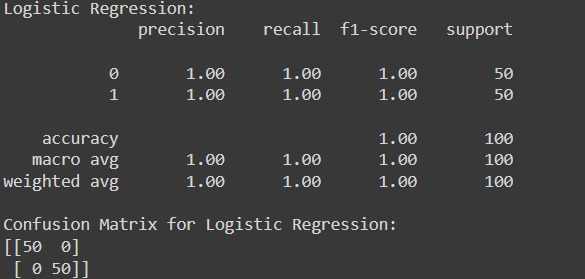 Logistic Regression:
precision recall f1-score support
0 1.00 1.00 1.00 50
1 1.00 1.00 1.00 50
accuracy 1.00 100
macro avg 1.00 1.00 1.00 100
weighted avg 1.00 1.00 1.00 100
Confusion Matrix for Logistic Regression:
[[50  0]
 [ 0 50]]